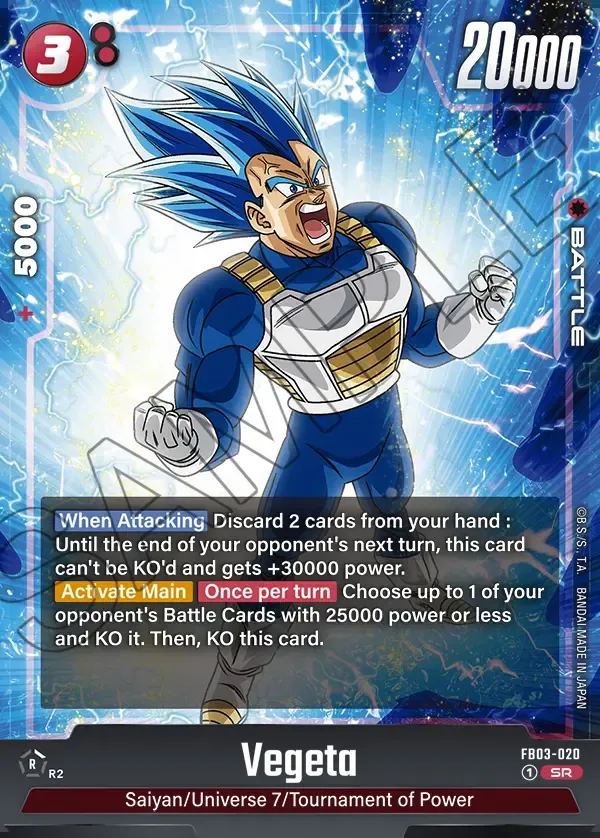 3
20000
+ 5000
BATTLE
SAMPLE
When Attacking Discard 2 cards from your hand :
Until the end of your opponent's next turn, this card
can't be KO'd and gets +30000 power.
Activate Main Once per turn Choose up to 1 of your
opponent's Battle Cards with 25000 power or less
and KO it. Then, KO this card.
©B.S./S., T.A. BANDAI MADE IN JAPAN
R R2
Vegeta
FB03-020
1 SR
Saiyan/Universe 7/Tournament of Power